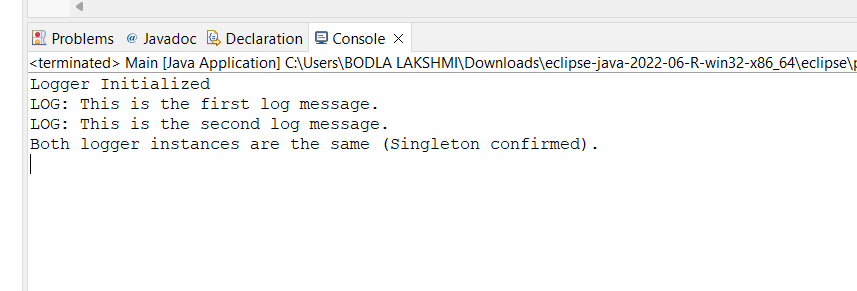 Problems @ Javadoc Declaration Console
<terminated> Main [Java Application] C:\Users\BODLA LAKSHMI\Downloads\eclipse-java-2022-06-R-win32-x86_64\eclipse\p
Logger Initialized
LOG: This is the first log message.
LOG: This is the second log message.
Both logger instances are the same (Singleton confirmed).